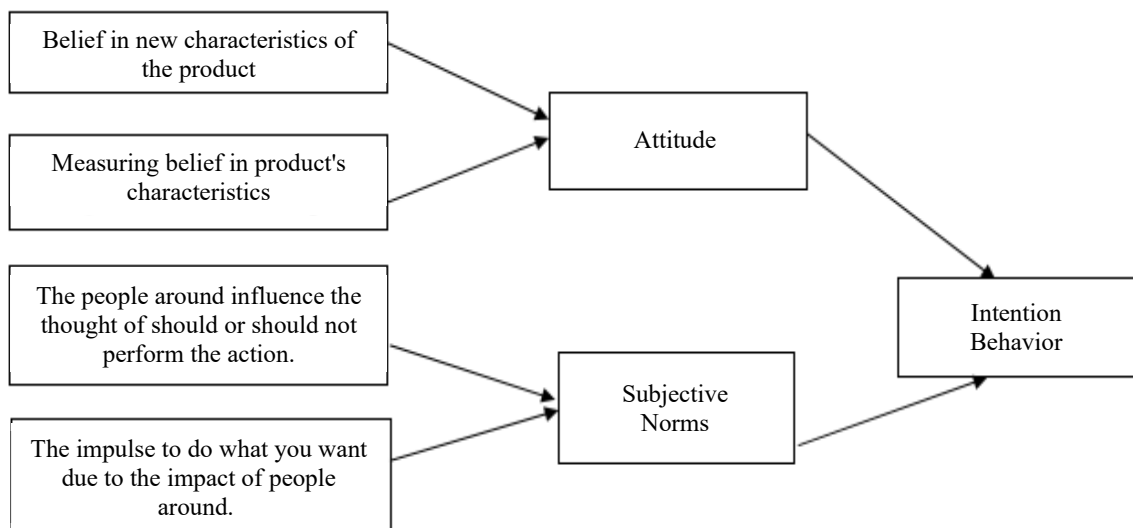 Belief in new characteristics of
the product
Measuring belief in product's
characteristics
The people around influence the
thought of should or should not
perform the action.
The impulse to do what you want
due to the impact of people
around.
Attitude
Subjective
Norms
Intention
Behavior